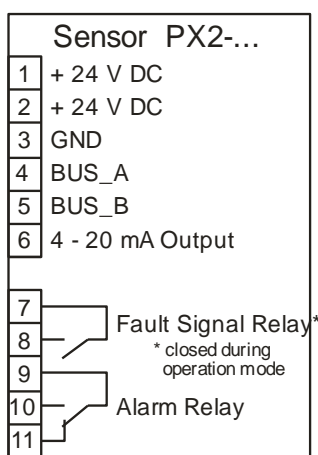 Sensor PX2-...
1 + 24 V DC
2 + 24 V DC
3 GND
4 BUS_A
5 BUS_B
6 4 - 20 mA Output
7
Fault Signal Relay*
8
* closed during
operation mode
9
10 Alarm Relay
11